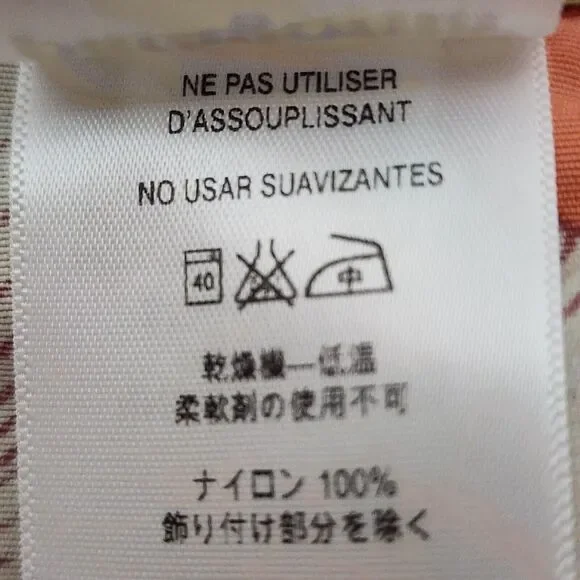 NE PAS UTILISER
D'ASSOUPLISSANT
NO USAR SUAVIZANTES
40 中
乾燥機—低温
柔軟剤の使用不可
ナイロン 100%
飾り付け部分を除く